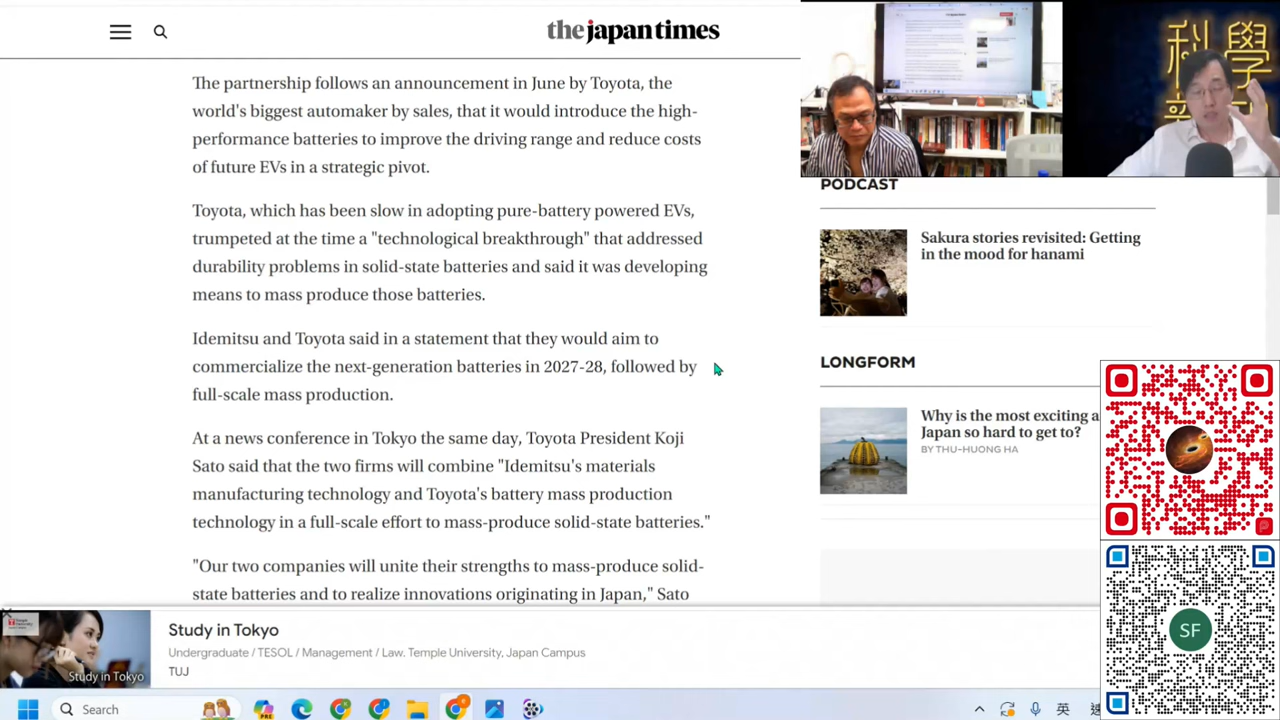 the japan times
The partnership follows an announcement in June by Toyota, the
world's biggest automaker by sales, that it would introduce the high-
performance batteries to improve the driving range and reduce costs
of future EVs in a strategic pivot.
Toyota, which has been slow in adopting pure-battery powered EVs,
trumpeted at the time a "technological breakthrough" that addressed
durability problems in solid-state batteries and said it was developing
means to mass produce those batteries.
Idemitsu and Toyota said in a statement that they would aim to
commercialize the next-generation batteries in 2027-28, followed by
full-scale mass production.
At a news conference in Tokyo the same day, Toyota President Koji
Sato said that the two firms will combine "Idemitsu's materials
manufacturing technology and Toyota's battery mass production
technology in a full-scale effort to mass-produce solid-state batteries."
"Our two companies will unite their strengths to mass-produce solid-
state batteries and to realize innovations originating in Japan," Sato
科學
PODCAST
Sakura stories revisited: Getting
in the mood for hanami
LONGFORM
Why is the most exciting a
Japan so hard to get to?
BY THU-HUONG HA
SF
Study in Tokyo
Study in Tokyo
Undergraduate / TESOL / Management / Law. Temple University, Japan Campus
TUJ
Search
英